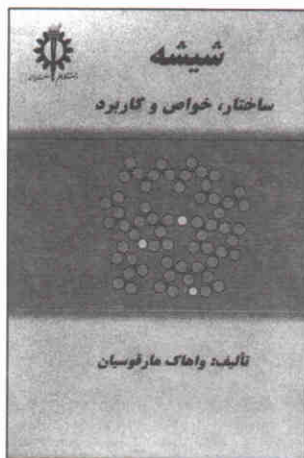 شیشه
ساختار، خواص و کاربرد
تألیف: واهاک مارقوسیان